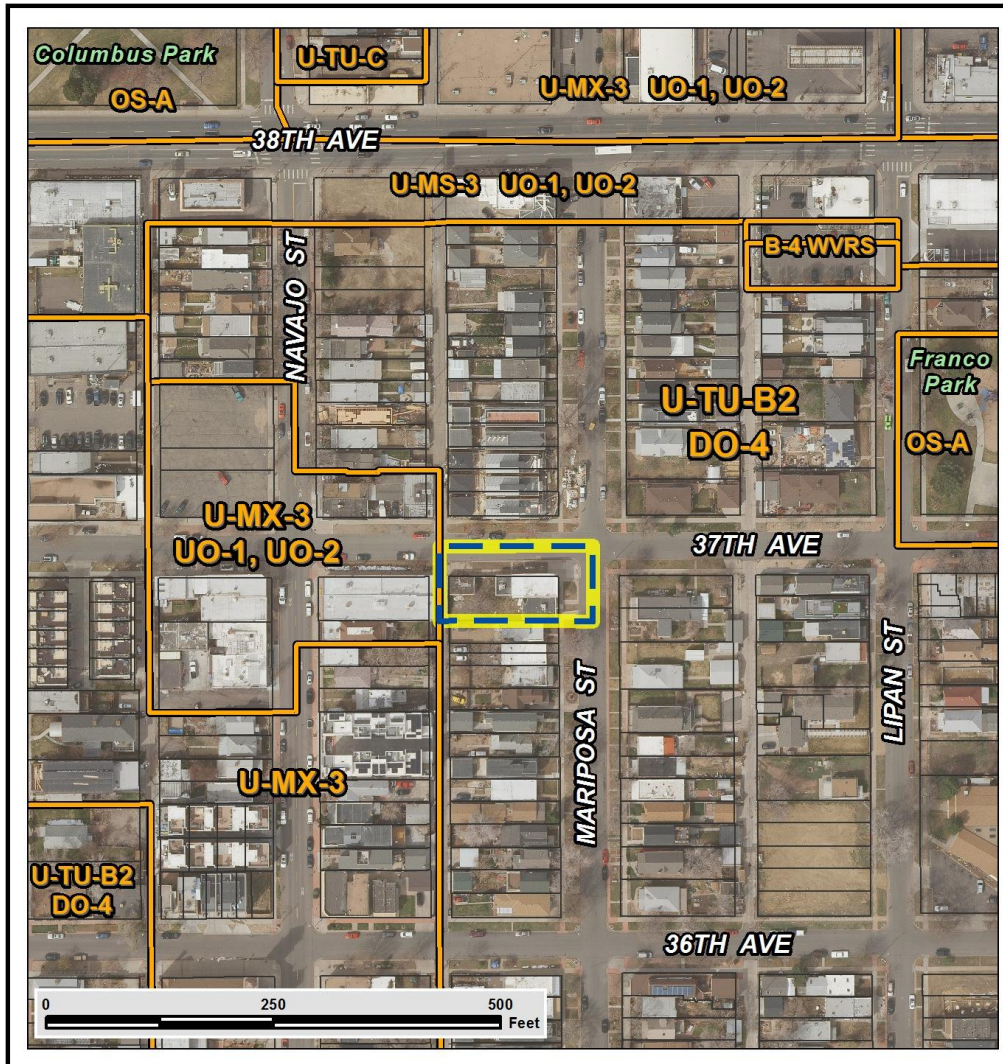 Columbus Park
OS-A
U-TU-C
U-MX-3 UO-1, UO-2
38TH AVE
U-MS-3 UO-1, UO-2
NAVAJO ST
B-4 WVRS
Franco
Park
OS-A
U-TU-B2
DO-4
U-MX-3
UO-1, UO-2
37TH AVE
MARIPOSA ST
LIPAN ST
U-MX-3
U-TU-B2
DO-4
36TH AVE
0 250 500
Feet